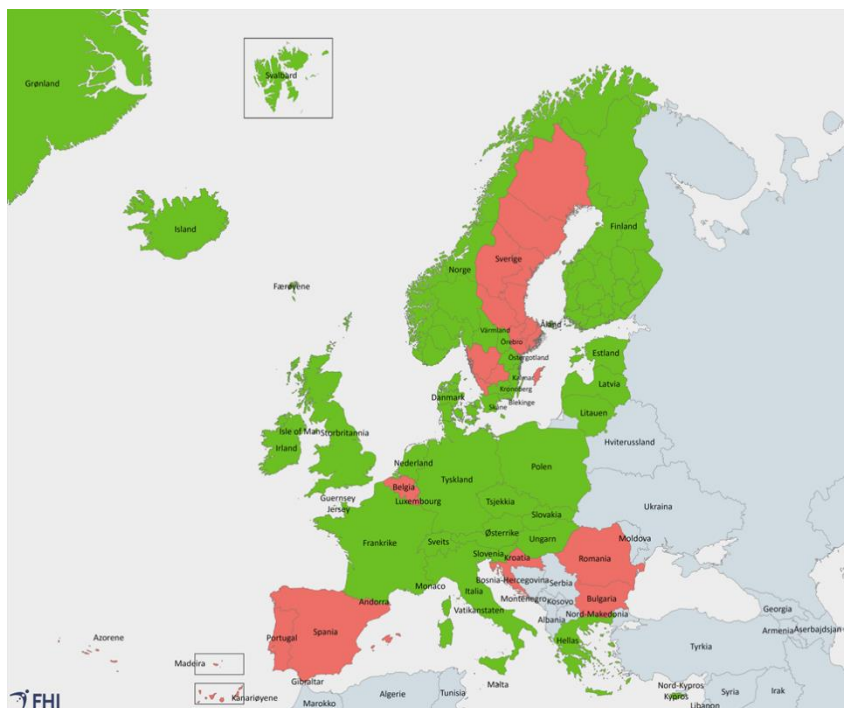 Grønland
Svalbard
Island
Færøyene
Norge
Sverige
Finland
Åland
Värmland
Örebro
Östergotland
Kalmar
Kronoberg
Blekinge
Skåne
Danmark
Estland
Latvia
Litauen
Hviterussland
Isle of Man
Storbritannia
Irland
Nederland
Tyskland
Polen
Belgia
Luxembourg
Guernsey
Jersey
Tsjekkia
Ukraina
Slovakia
Østerrike
Ungarn
Moldova
Frankrike
Sveits
Slovenia
Kroatia
Romania
Bosnia-Hercegovina
Serbia
Monaco
Italia
Montenegro
Kosovo
Bulgaria
Andorra
Vatikanstaten
Nord-Makedonia
Albania
Georgia
Armenia
Aserbajdsjan
Portugal
Spania
Azorene
Hellas
Tyrkia
Madeira
Gibraltar
Malta
Nord-Kypros
Kypros
Syria
Irak
Kanariøyene
Marokko
Algerie
Tunisia
Libanon
FHI